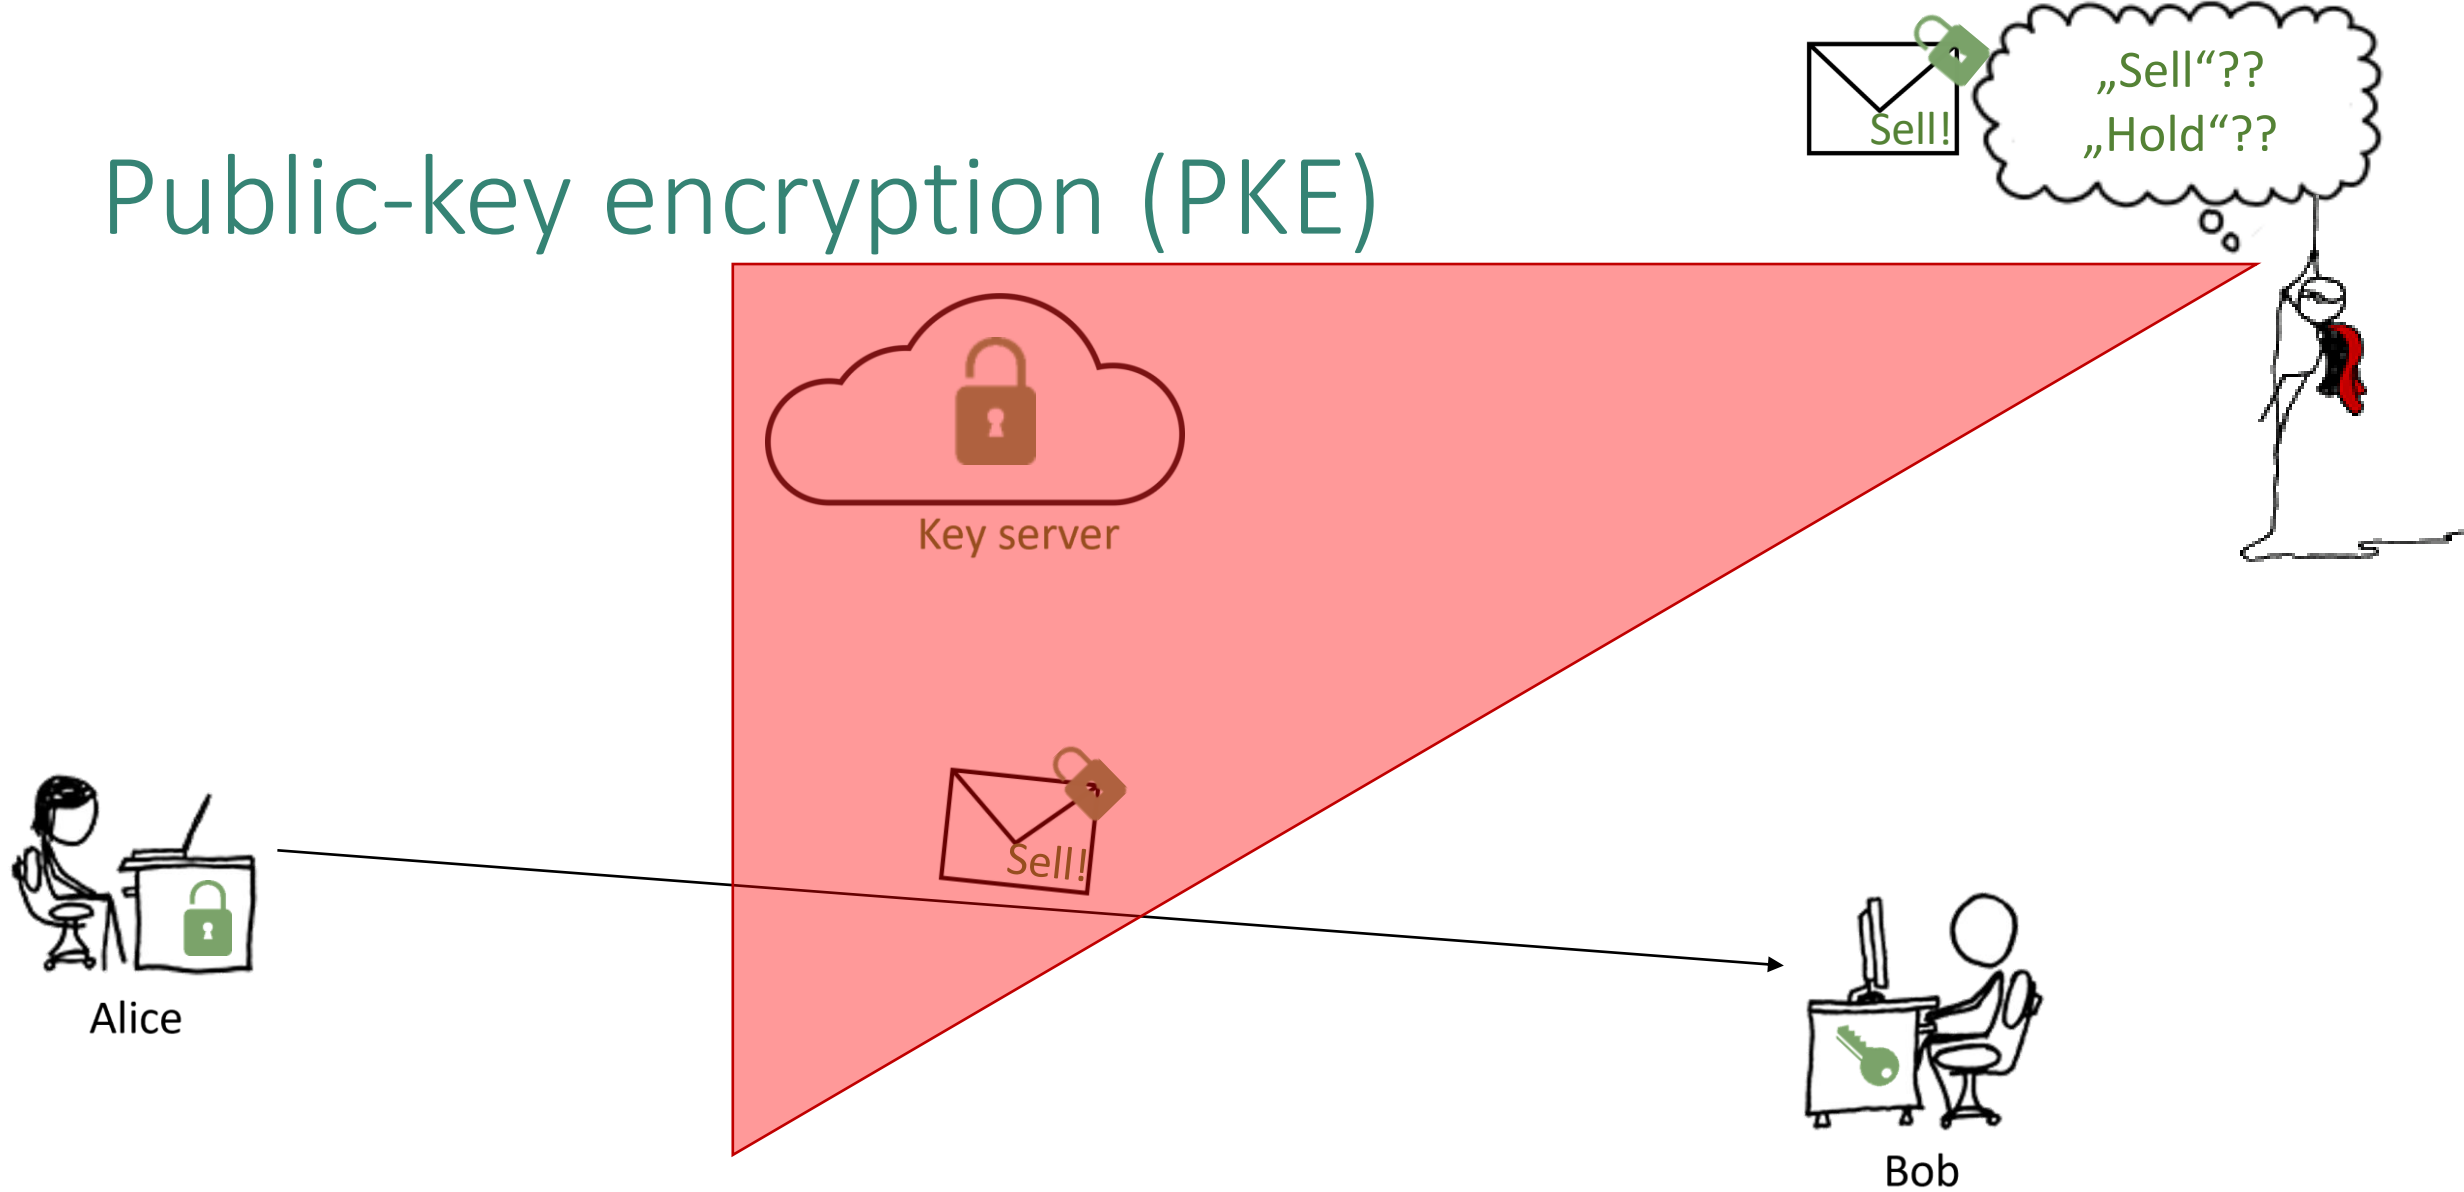 „Sell“??
„Hold“??
Sell!
Public-key encryption (PKE)
Key server
Sell!
Alice
Bob